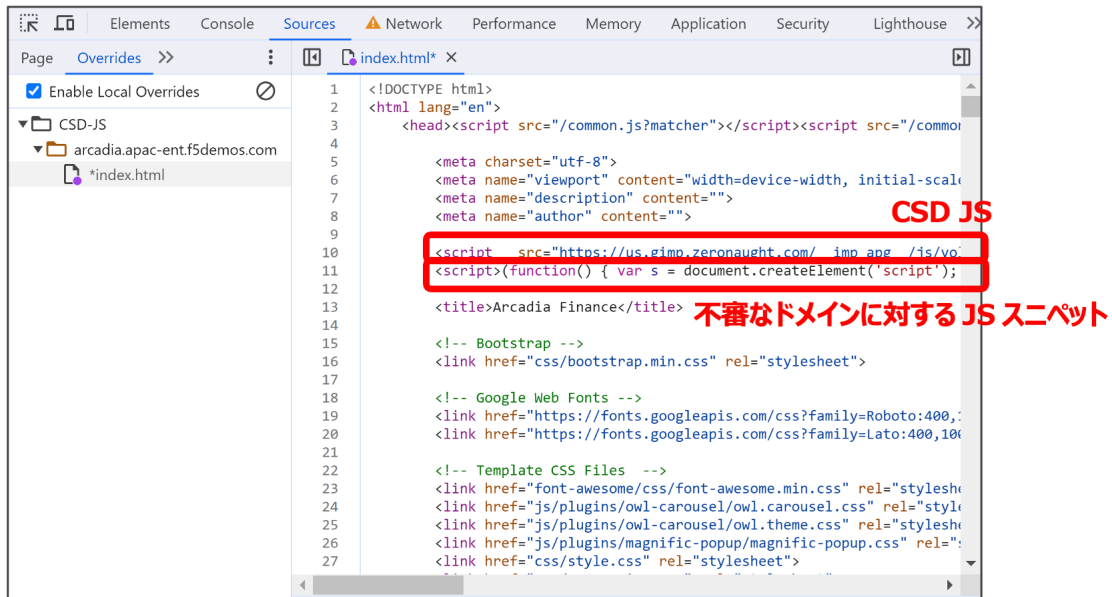 Elements Console Sources Network Performance Memory Application Security Lighthouse
Page Overrides index.html*
Enable Local Overrides
CSD-JS
arcadia.apac-ent.f5demos.com
*index.html
1 <!DOCTYPE html>
2 <html lang="en">
3 <head><script src="/common.js?matcher"></script><script src="/common
4
5 <meta charset="utf-8">
6 <meta name="viewport" content="width=device-width, initial-scale
7 <meta name="description" content="">
8 <meta name="author" content="">
CSD JS
9
10 <script src="https://us.gimp.zeronaught.com/__imp_apg__/js/vol
11 <script>(function() { var s = document.createElement('script');
12
13 <title>Arcadia Finance</title>
不審なドメインに対する JS スニペット
14
15 <!-- Bootstrap -->
16 <link href="css/bootstrap.min.css" rel="stylesheet">
17
18 <!-- Google Web Fonts -->
19 <link href="https://fonts.googleapis.com/css?family=Roboto:400,1
20 <link href="https://fonts.googleapis.com/css?family=Lato:400,100
21
22 <!-- Template CSS Files -->
23 <link href="font-awesome/css/font-awesome.min.css" rel="styleshe
24 <link href="js/plugins/owl-carousel/owl.carousel.css" rel="style
25 <link href="js/plugins/owl-carousel/owl.theme.css" rel="styleshe
26 <link href="js/plugins/magnific-popup/magnific-popup.css" rel="s
27 <link href="css/style.css" rel="stylesheet">